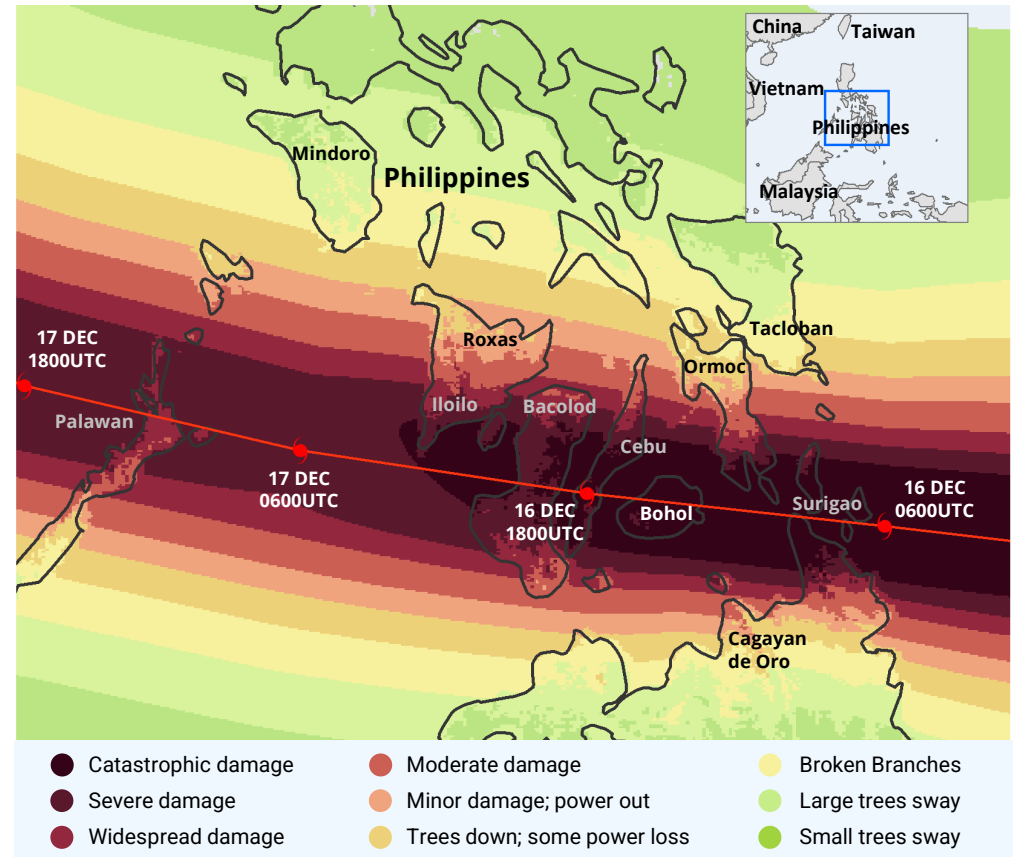 China
Taiwan
Vietnam
Philippines
Malaysia
Mindoro
Philippines
17 DEC
1800UTC
Roxas
Tacloban
Ormoc
Palawan
Iloilo
Bacolod
Cebu
17 DEC
0600UTC
16 DEC
1800UTC
Bohol
Surigao
16 DEC
0600UTC
Cagayan
de Oro
Catastrophic damage
Severe damage
Widespread damage
Moderate damage
Minor damage; power out
Trees down; some power loss
Broken Branches
Large trees sway
Small trees sway